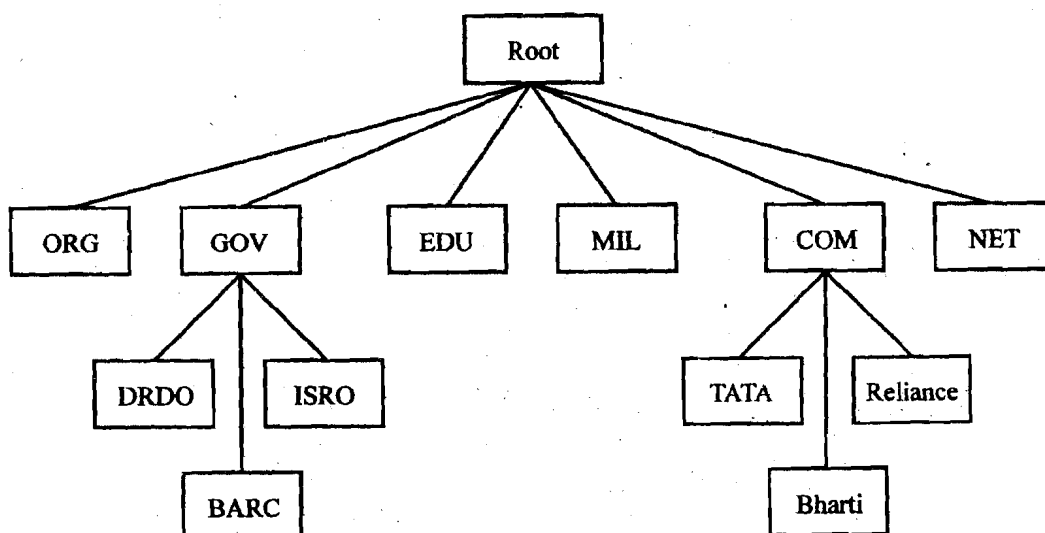 Root
ORG GOV EDU MIL COM NET
DRDO ISRO TATA Reliance
BARC Bharti